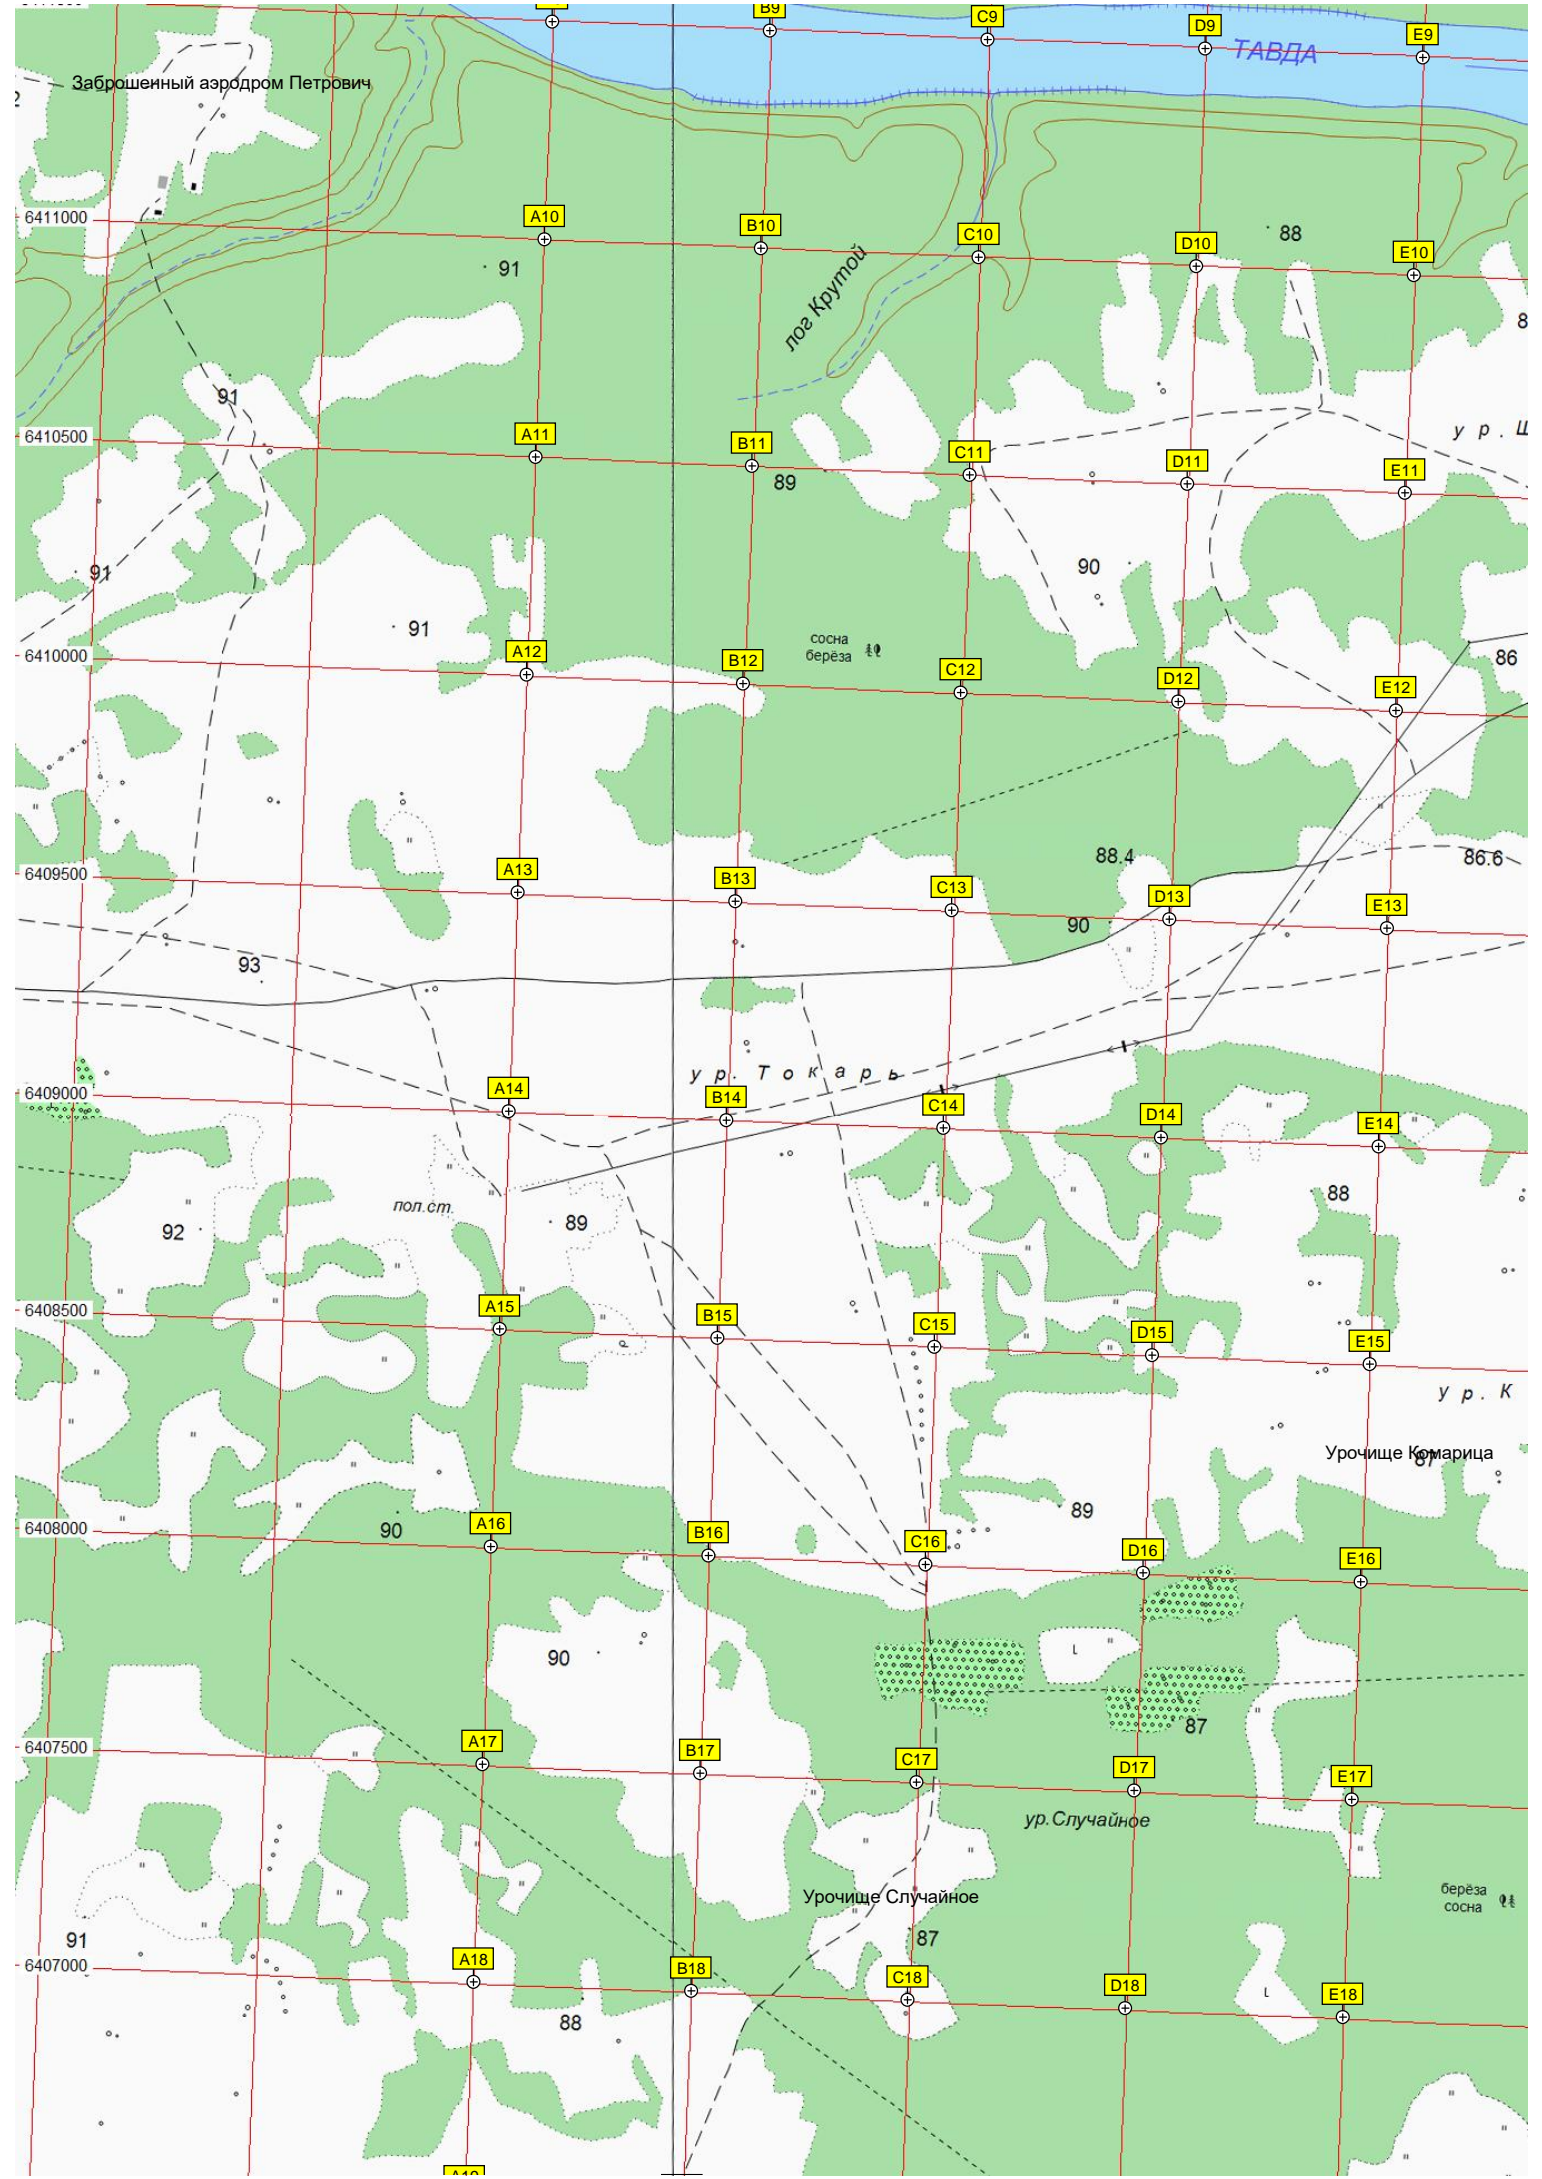 B9
C9
D9
E9
ТАВДА
Заброшенный аэродром Петрович
6411000
A10
B10
C10
D10
E10
88
91
лог Крутой
91
6410500
A11
B11
C11
D11
E11
ур. Ш
89
91
90
91
сосна
берёза
6410000
A12
B12
C12
D12
E12
86
88.4
86.6
6409500
A13
B13
C13
D13
E13
90
93
ур. Токарь
6409000
A14
B14
C14
D14
E14
88
пол.ст.
89
92
6408500
A15
B15
C15
D15
E15
ур. К
Урочище Комарица
87
89
90
6408000
A16
B16
C16
D16
E16
90
87
6407500
A17
B17
C17
D17
E17
ур.Случайное
Урочище Случайное
берёза
сосна
87
91
6407000
A18
B18
C18
D18
E18
88